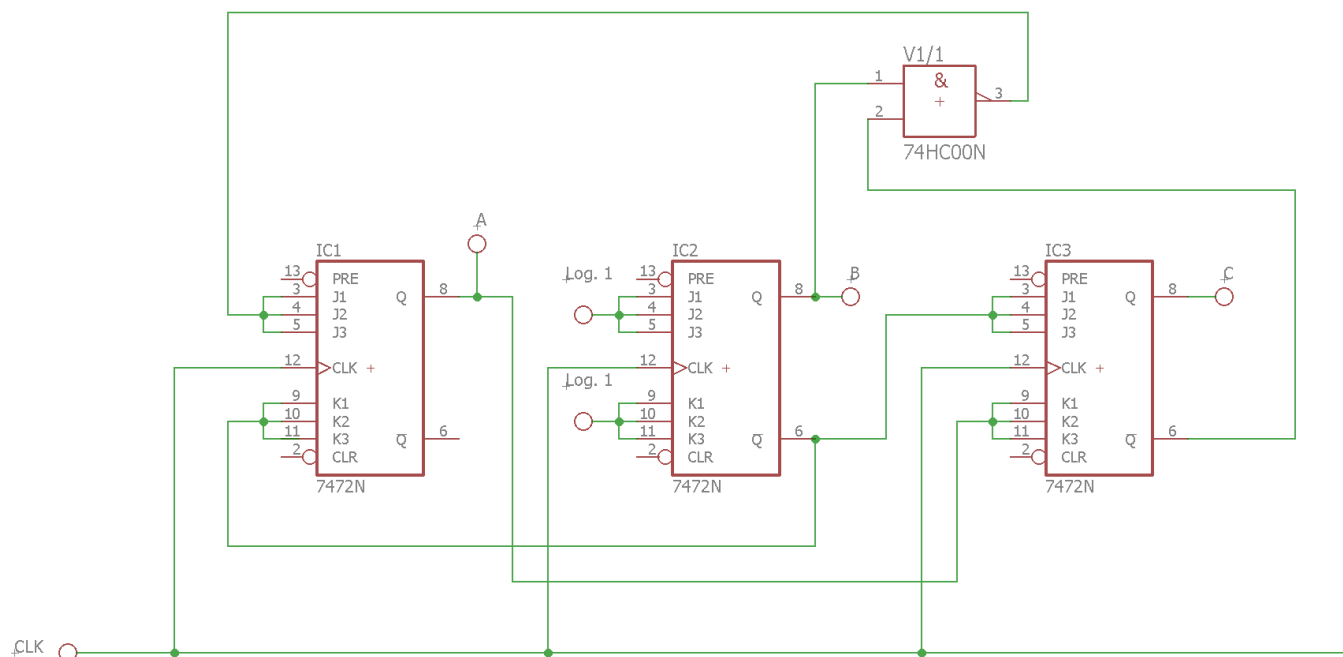 V1/1
&
1
2
3
74HC00N
A
IC1
13 PRE
3 J1
4 J2
5 J3
12 CLK
9 K1
10 K2
11 K3
2 CLR
Q 8
Q 6
7472N
Log. 1
Log. 1
IC2
13 PRE
3 J1
4 J2
5 J3
12 CLK
9 K1
10 K2
11 K3
2 CLR
Q 8
Q 6
7472N
B
IC3
13 PRE
3 J1
4 J2
5 J3
12 CLK
9 K1
10 K2
11 K3
2 CLR
Q 8
Q 6
7472N
C
CLK